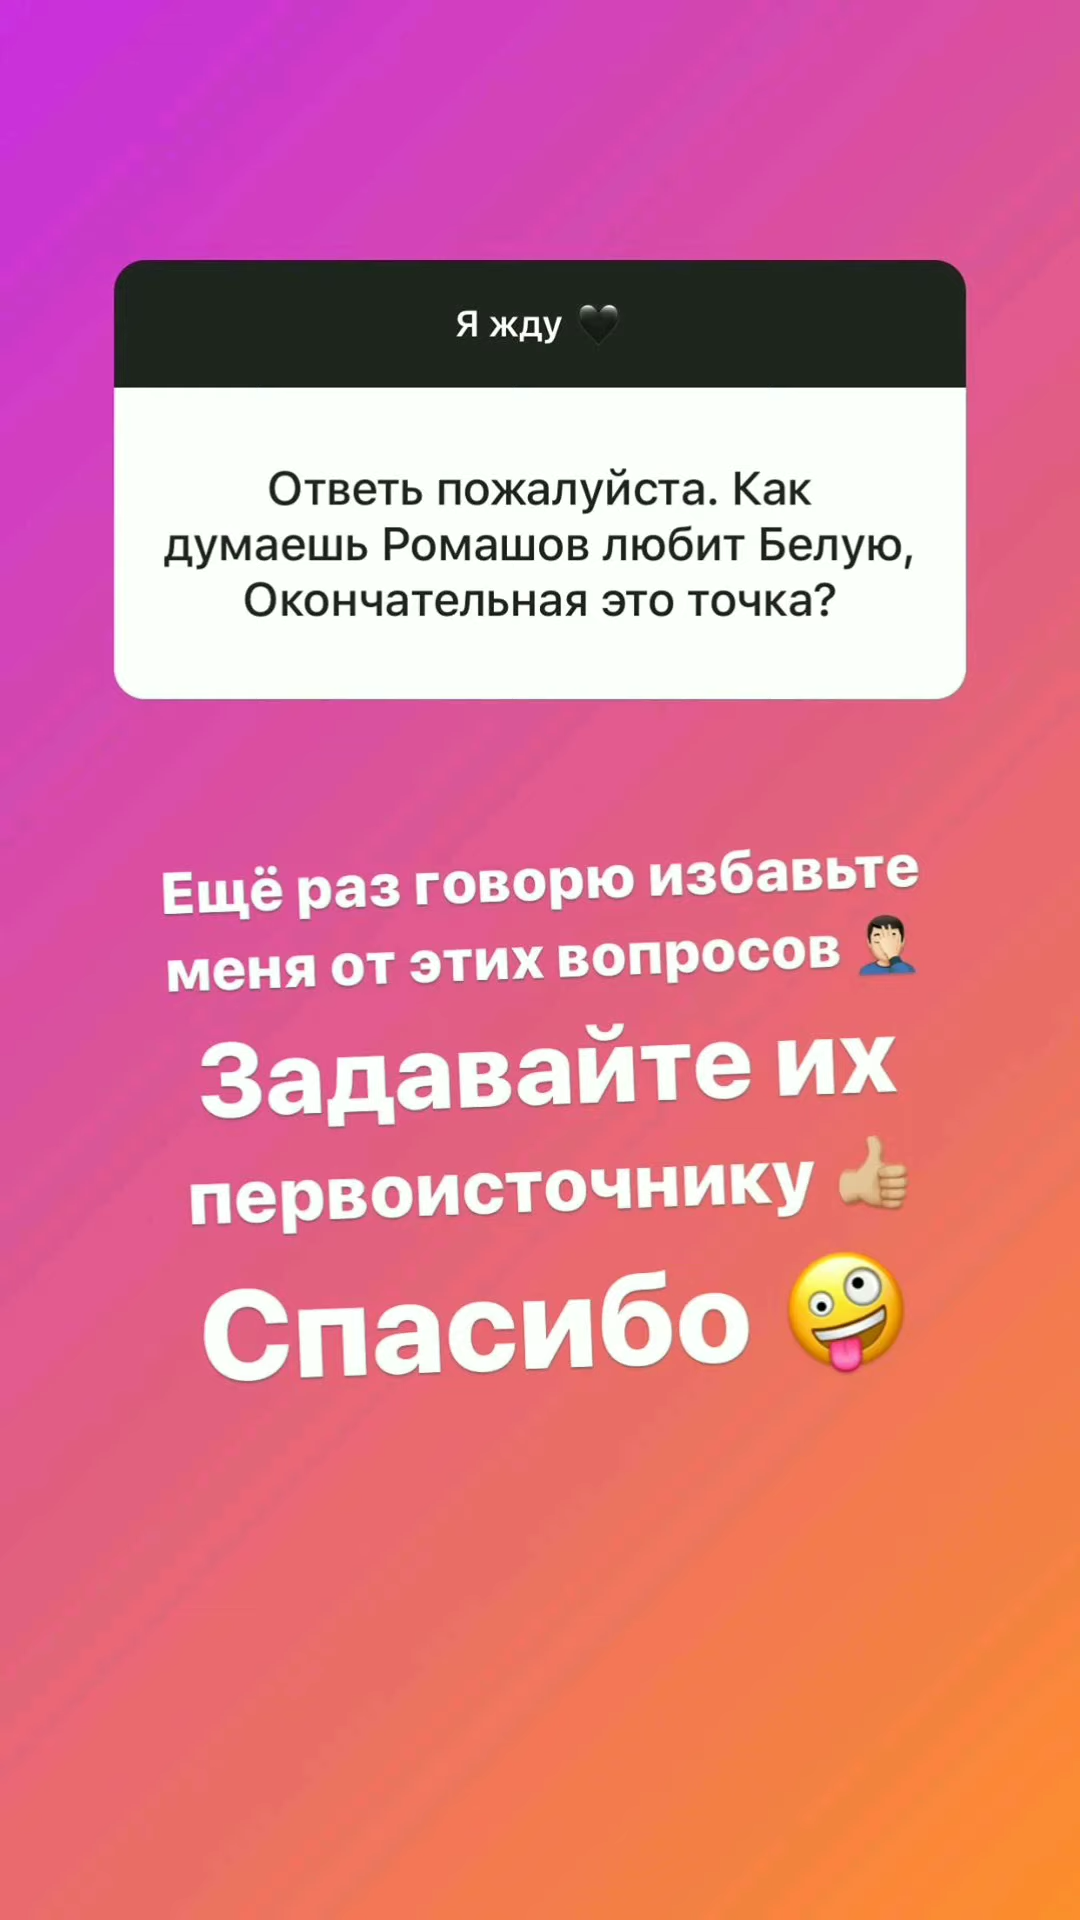 Я жду 🖤
Ответь пожалуйста. Как
думаешь Ромашов любит Белую,
Окончательная это точка?
Ещё раз говорю избавьте
меня от этих вопросов 🤦🏻‍♂️
Задавайте их
первоисточнику 👍🏼
Спасибо 🤪